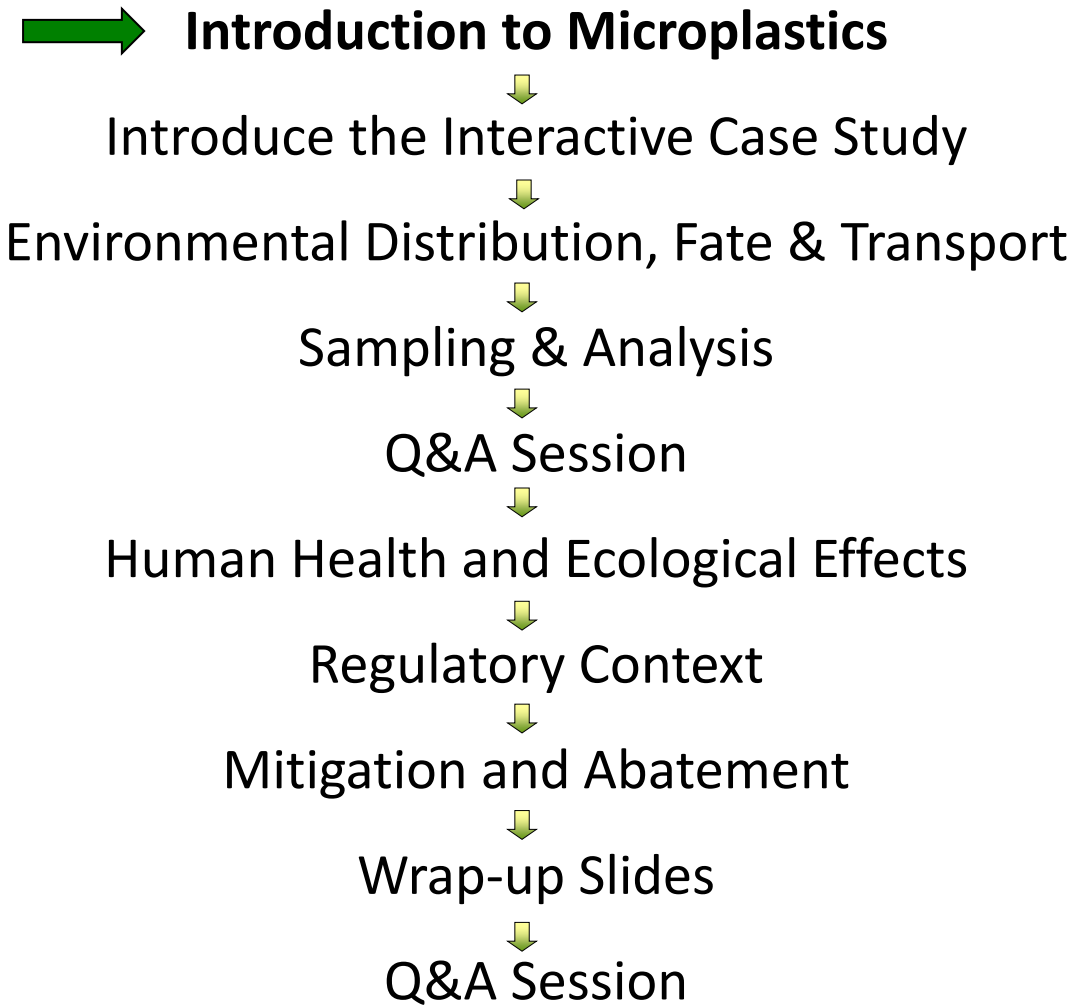 Introduction to Microplastics
Introduce the Interactive Case Study
Environmental Distribution, Fate & Transport
Sampling & Analysis
Q&A Session
Human Health and Ecological Effects
Regulatory Context
Mitigation and Abatement
Wrap-up Slides
Q&A Session